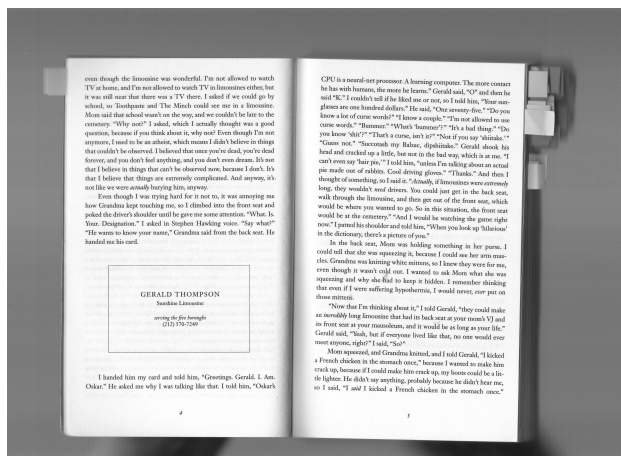 even though the limousine was wonderful. I'm not allowed to watch
TV at home, and I'm not allowed to watch TV in limousines either, but
it was still neat that there was a TV there. I asked if we could go by
school, so Toothpaste and The Minch could see me in a limousine.
Mom said that school wasn't on the way, and we couldn't be late to the
cemetery. "Why not?" I asked, which I actually thought was a good
question, because if you think about it, why not? Even though I'm not
anymore, I used to be an atheist, which means I didn't believe in things
that couldn't be observed. I believed that once you're dead, you're dead
forever, and you don't feel anything, and you don't even dream. It's not
that I believe in things that can't be observed now, because I don't. It's
that I believe that things are extremely complicated. And anyway, it's
not like we were actually burying him, anyway.
Even though I was trying hard for it not to, it was annoying me
how Grandma kept touching me, so I climbed into the front seat and
poked the driver's shoulder until he gave me some attention. "What. Is.
Your. Designation." I asked in Stephen Hawking voice. "Say what?"
"He wants to know your name," Grandma said from the back seat. He
handed me his card.
GERALD THOMPSON
Sunshine Limousine
serving the five boroughs
(212) 570-7249
I handed him my card and told him, "Greetings. Gerald. I. Am.
Oskar." He asked me why I was talking like that. I told him, "Oskar's
4
CPU is a neural-net processor. A learning computer. The more contact
he has with humans, the more he learns." Gerald said, "O" and then he
said "K." I couldn't tell if he liked me or not, so I told him, "Your sun-
glasses are one hundred dollars." He said, "One seventy-five." "Do you
know a lot of curse words?" "I know a couple." "I'm not allowed to use
curse words." "Bummer." "What's 'bummer'?" "It's a bad thing." "Do
you know 'shit'?" "That's a curse, isn't it?" "Not if you say 'shiitake.'"
"Guess not." "Succotash my Balzac, dipshiitake." Gerald shook his
head and cracked up a little, but not in the bad way, which is at me. "I
can't even say 'hair pie,'" I told him, "unless I'm talking about an actual
pie made out of rabbits. Cool driving gloves." "Thanks." And then I
thought of something, so I said it. "Actually, if limousines were extremely
long, they wouldn't need drivers. You could just get in the back seat,
walk through the limousine, and then get out of the front seat, which
would be where you wanted to go. So in this situation, the front seat
would be at the cemetery." "And I would be watching the game right
now." I patted his shoulder and told him, "When you look up 'hilarious'
in the dictionary, there's a picture of you."
In the back seat, Mom was holding something in her purse. I
could tell that she was squeezing it, because I could see her arm mus-
cles. Grandma was knitting white mittens, so I knew they were for me,
even though it wasn't cold out. I wanted to ask Mom what she was
squeezing and why she had to keep it hidden. I remember thinking
that even if I were suffering hypothermia, I would never, ever put on
those mittens.
"Now that I'm thinking about it," I told Gerald, "they could make
an incredibly long limousine that had its back seat at your mom's VJ and
its front seat at your mausoleum, and it would be as long as your life."
Gerald said, "Yeah, but if everyone lived like that, no one would ever
meet anyone, right?" I said, "So?"
Mom squeezed, and Grandma knitted, and I told Gerald, "I kicked
a French chicken in the stomach once," because I wanted to make him
crack up, because if I could make him crack up, my boots could be a lit-
tle lighter. He didn't say anything, probably because he didn't hear me,
so I said, "I said I kicked a French chicken in the stomach once."
5